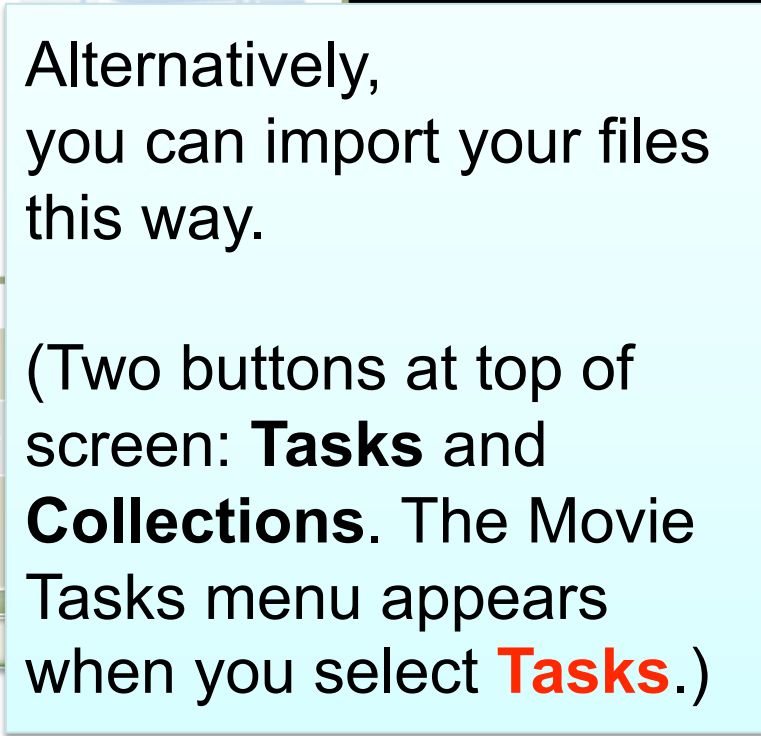 Alternatively,
you can import your files
this way.
(Two buttons at top of
screen: Tasks and
Collections. The Movie
Tasks menu appears
when you select Tasks.)